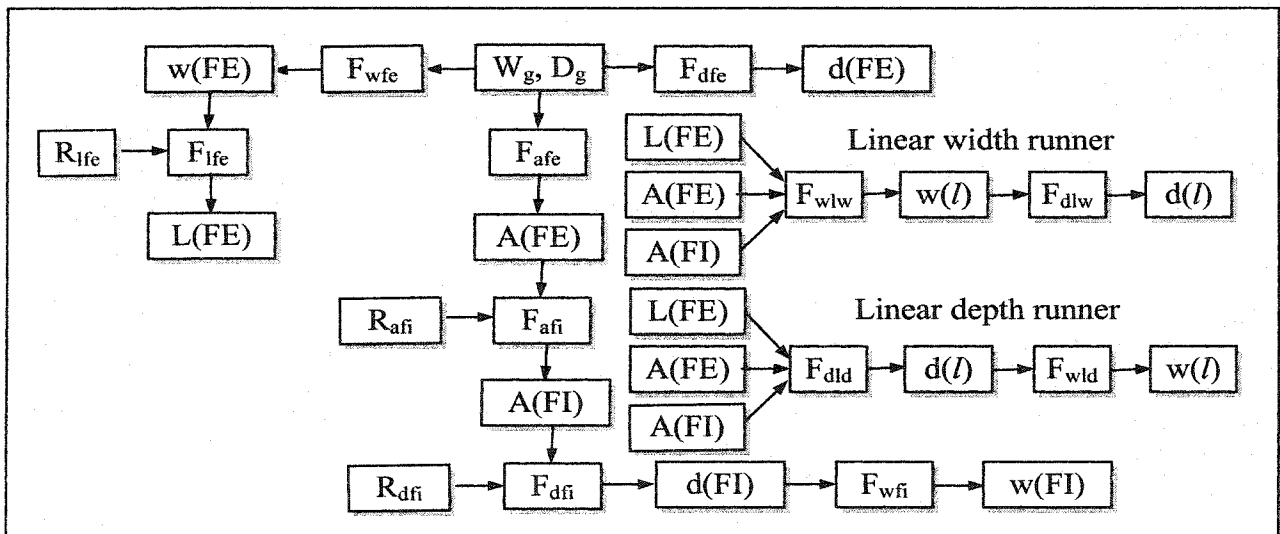 w(FE) F_wfe W_g, D_g F_dfe d(FE)
L(FE) Linear width runner
R_lfe F_lfe F_afe
A(FE) F_wlw w(l) F_dlw d(l)
L(FE) A(FE) A(FI)
L(FE) Linear depth runner
R_afi F_afi
A(FE) F_dld d(l) F_wld w(l)
A(FI) A(FI)
R_dfi F_dfi d(FI) F_wfi w(FI)